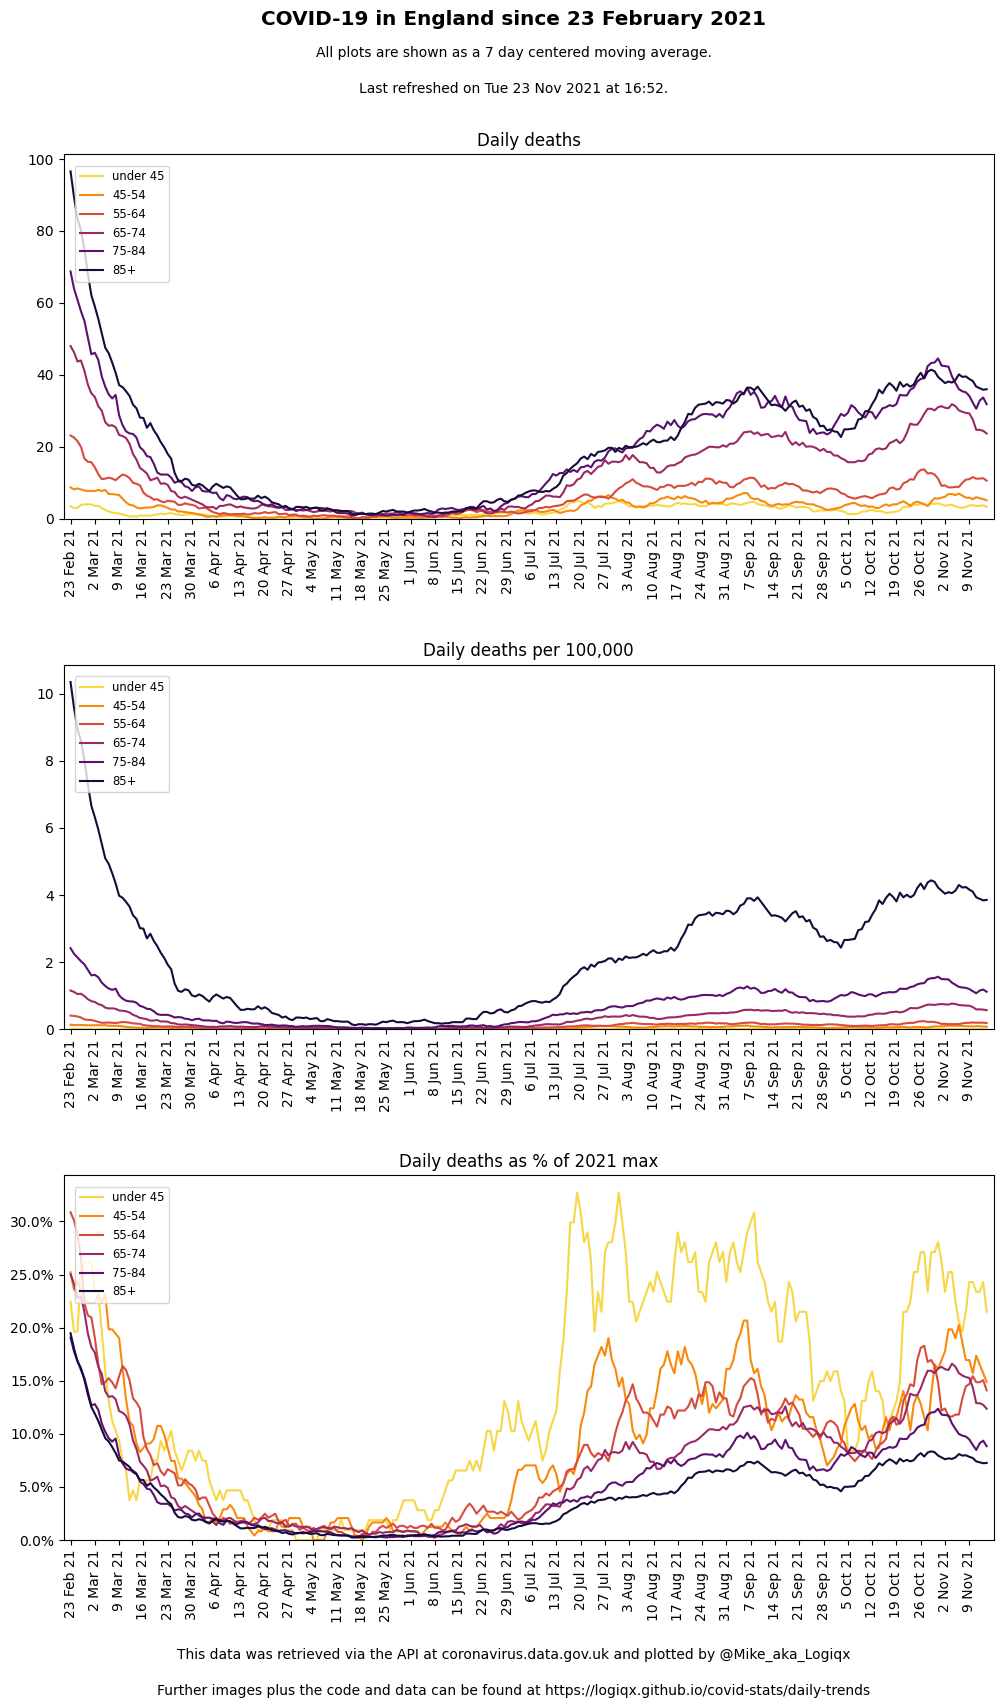 COVID-19 in England since 23 February 2021
All plots are shown as a 7 day centered moving average.
Last refreshed on Tue 23 Nov 2021 at 16:52.
Daily deaths
100
80
60
40
20
0
under 45
45-54
55-64
65-74
75-84
85+
23 Feb 21
2 Mar 21
9 Mar 21
16 Mar 21
23 Mar 21
30 Mar 21
6 Apr 21
13 Apr 21
20 Apr 21
27 Apr 21
4 May 21
11 May 21
18 May 21
25 May 21
1 Jun 21
8 Jun 21
15 Jun 21
22 Jun 21
29 Jun 21
6 Jul 21
13 Jul 21
20 Jul 21
27 Jul 21
3 Aug 21
10 Aug 21
17 Aug 21
24 Aug 21
31 Aug 21
7 Sep 21
14 Sep 21
21 Sep 21
28 Sep 21
5 Oct 21
12 Oct 21
19 Oct 21
26 Oct 21
2 Nov 21
9 Nov 21
Daily deaths per 100,000
10
8
6
4
2
0
under 45
45-54
55-64
65-74
75-84
85+
23 Feb 21
2 Mar 21
9 Mar 21
16 Mar 21
23 Mar 21
30 Mar 21
6 Apr 21
13 Apr 21
20 Apr 21
27 Apr 21
4 May 21
11 May 21
18 May 21
25 May 21
1 Jun 21
8 Jun 21
15 Jun 21
22 Jun 21
29 Jun 21
6 Jul 21
13 Jul 21
20 Jul 21
27 Jul 21
3 Aug 21
10 Aug 21
17 Aug 21
24 Aug 21
31 Aug 21
7 Sep 21
14 Sep 21
21 Sep 21
28 Sep 21
5 Oct 21
12 Oct 21
19 Oct 21
26 Oct 21
2 Nov 21
9 Nov 21
Daily deaths as % of 2021 max
30.0%
25.0%
20.0%
15.0%
10.0%
5.0%
0.0%
under 45
45-54
55-64
65-74
75-84
85+
23 Feb 21
2 Mar 21
9 Mar 21
16 Mar 21
23 Mar 21
30 Mar 21
6 Apr 21
13 Apr 21
20 Apr 21
27 Apr 21
4 May 21
11 May 21
18 May 21
25 May 21
1 Jun 21
8 Jun 21
15 Jun 21
22 Jun 21
29 Jun 21
6 Jul 21
13 Jul 21
20 Jul 21
27 Jul 21
3 Aug 21
10 Aug 21
17 Aug 21
24 Aug 21
31 Aug 21
7 Sep 21
14 Sep 21
21 Sep 21
28 Sep 21
5 Oct 21
12 Oct 21
19 Oct 21
26 Oct 21
2 Nov 21
9 Nov 21
This data was retrieved via the API at coronavirus.data.gov.uk and plotted by @Mike_aka_Logiqx
Further images plus the code and data can be found at https://logiqx.github.io/covid-stats/daily-trends